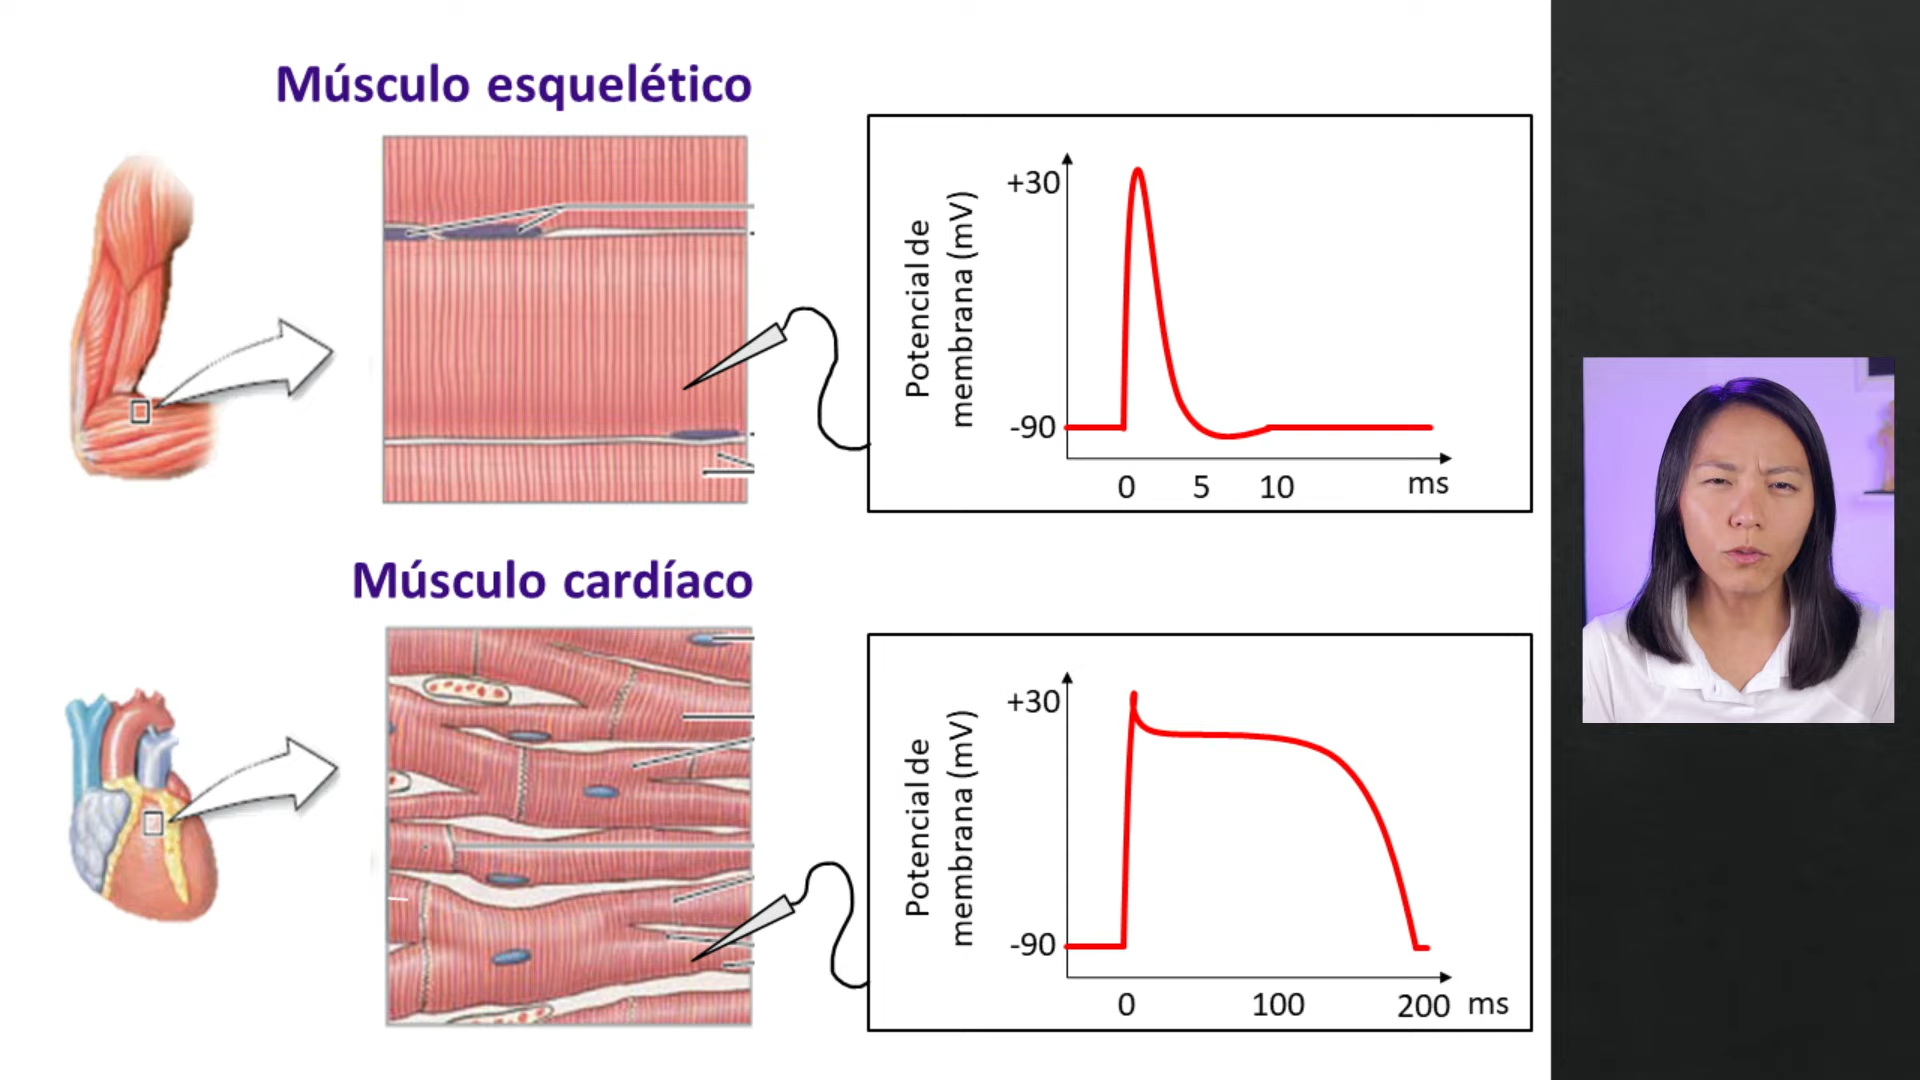 Músculo esquelético
Potencial de
membrana (mV)
+30
-90
0 5 10 ms
Músculo cardíaco
Potencial de
membrana (mV)
+30
-90
0 100 200 ms